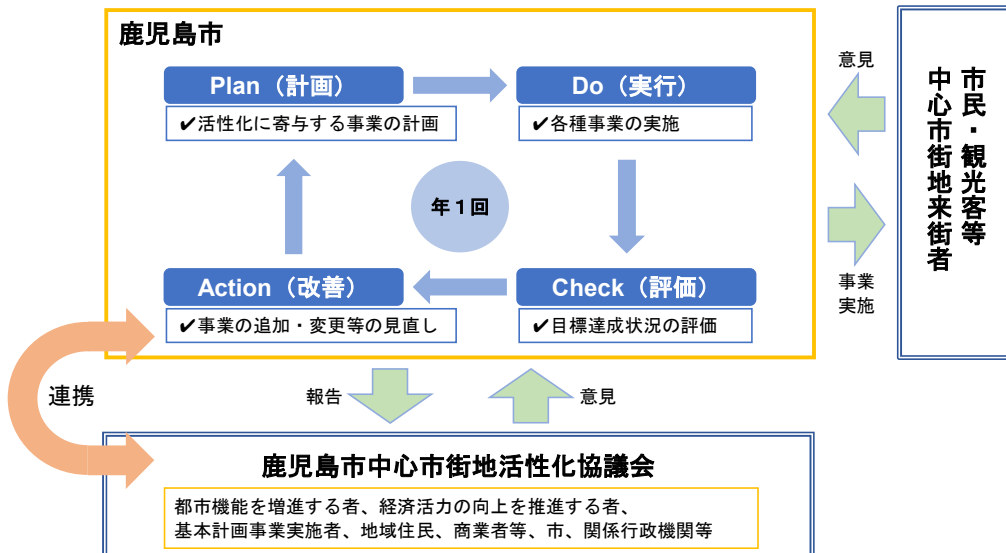 鹿児島市
Plan（計画）
✔活性化に寄与する事業の計画
Do（実行）
✔各種事業の実施
年１回
Action（改善）
✔事業の追加・変更等の見直し
Check（評価）
✔目標達成状況の評価
意見
事業
実施
市民・観光客等
中心市街地来街者
連携
報告
意見
鹿児島市中心市街地活性化協議会
都市機能を増進する者、経済活力の向上を推進する者、
基本計画事業実施者、地域住民、商業者等、市、関係行政機関等